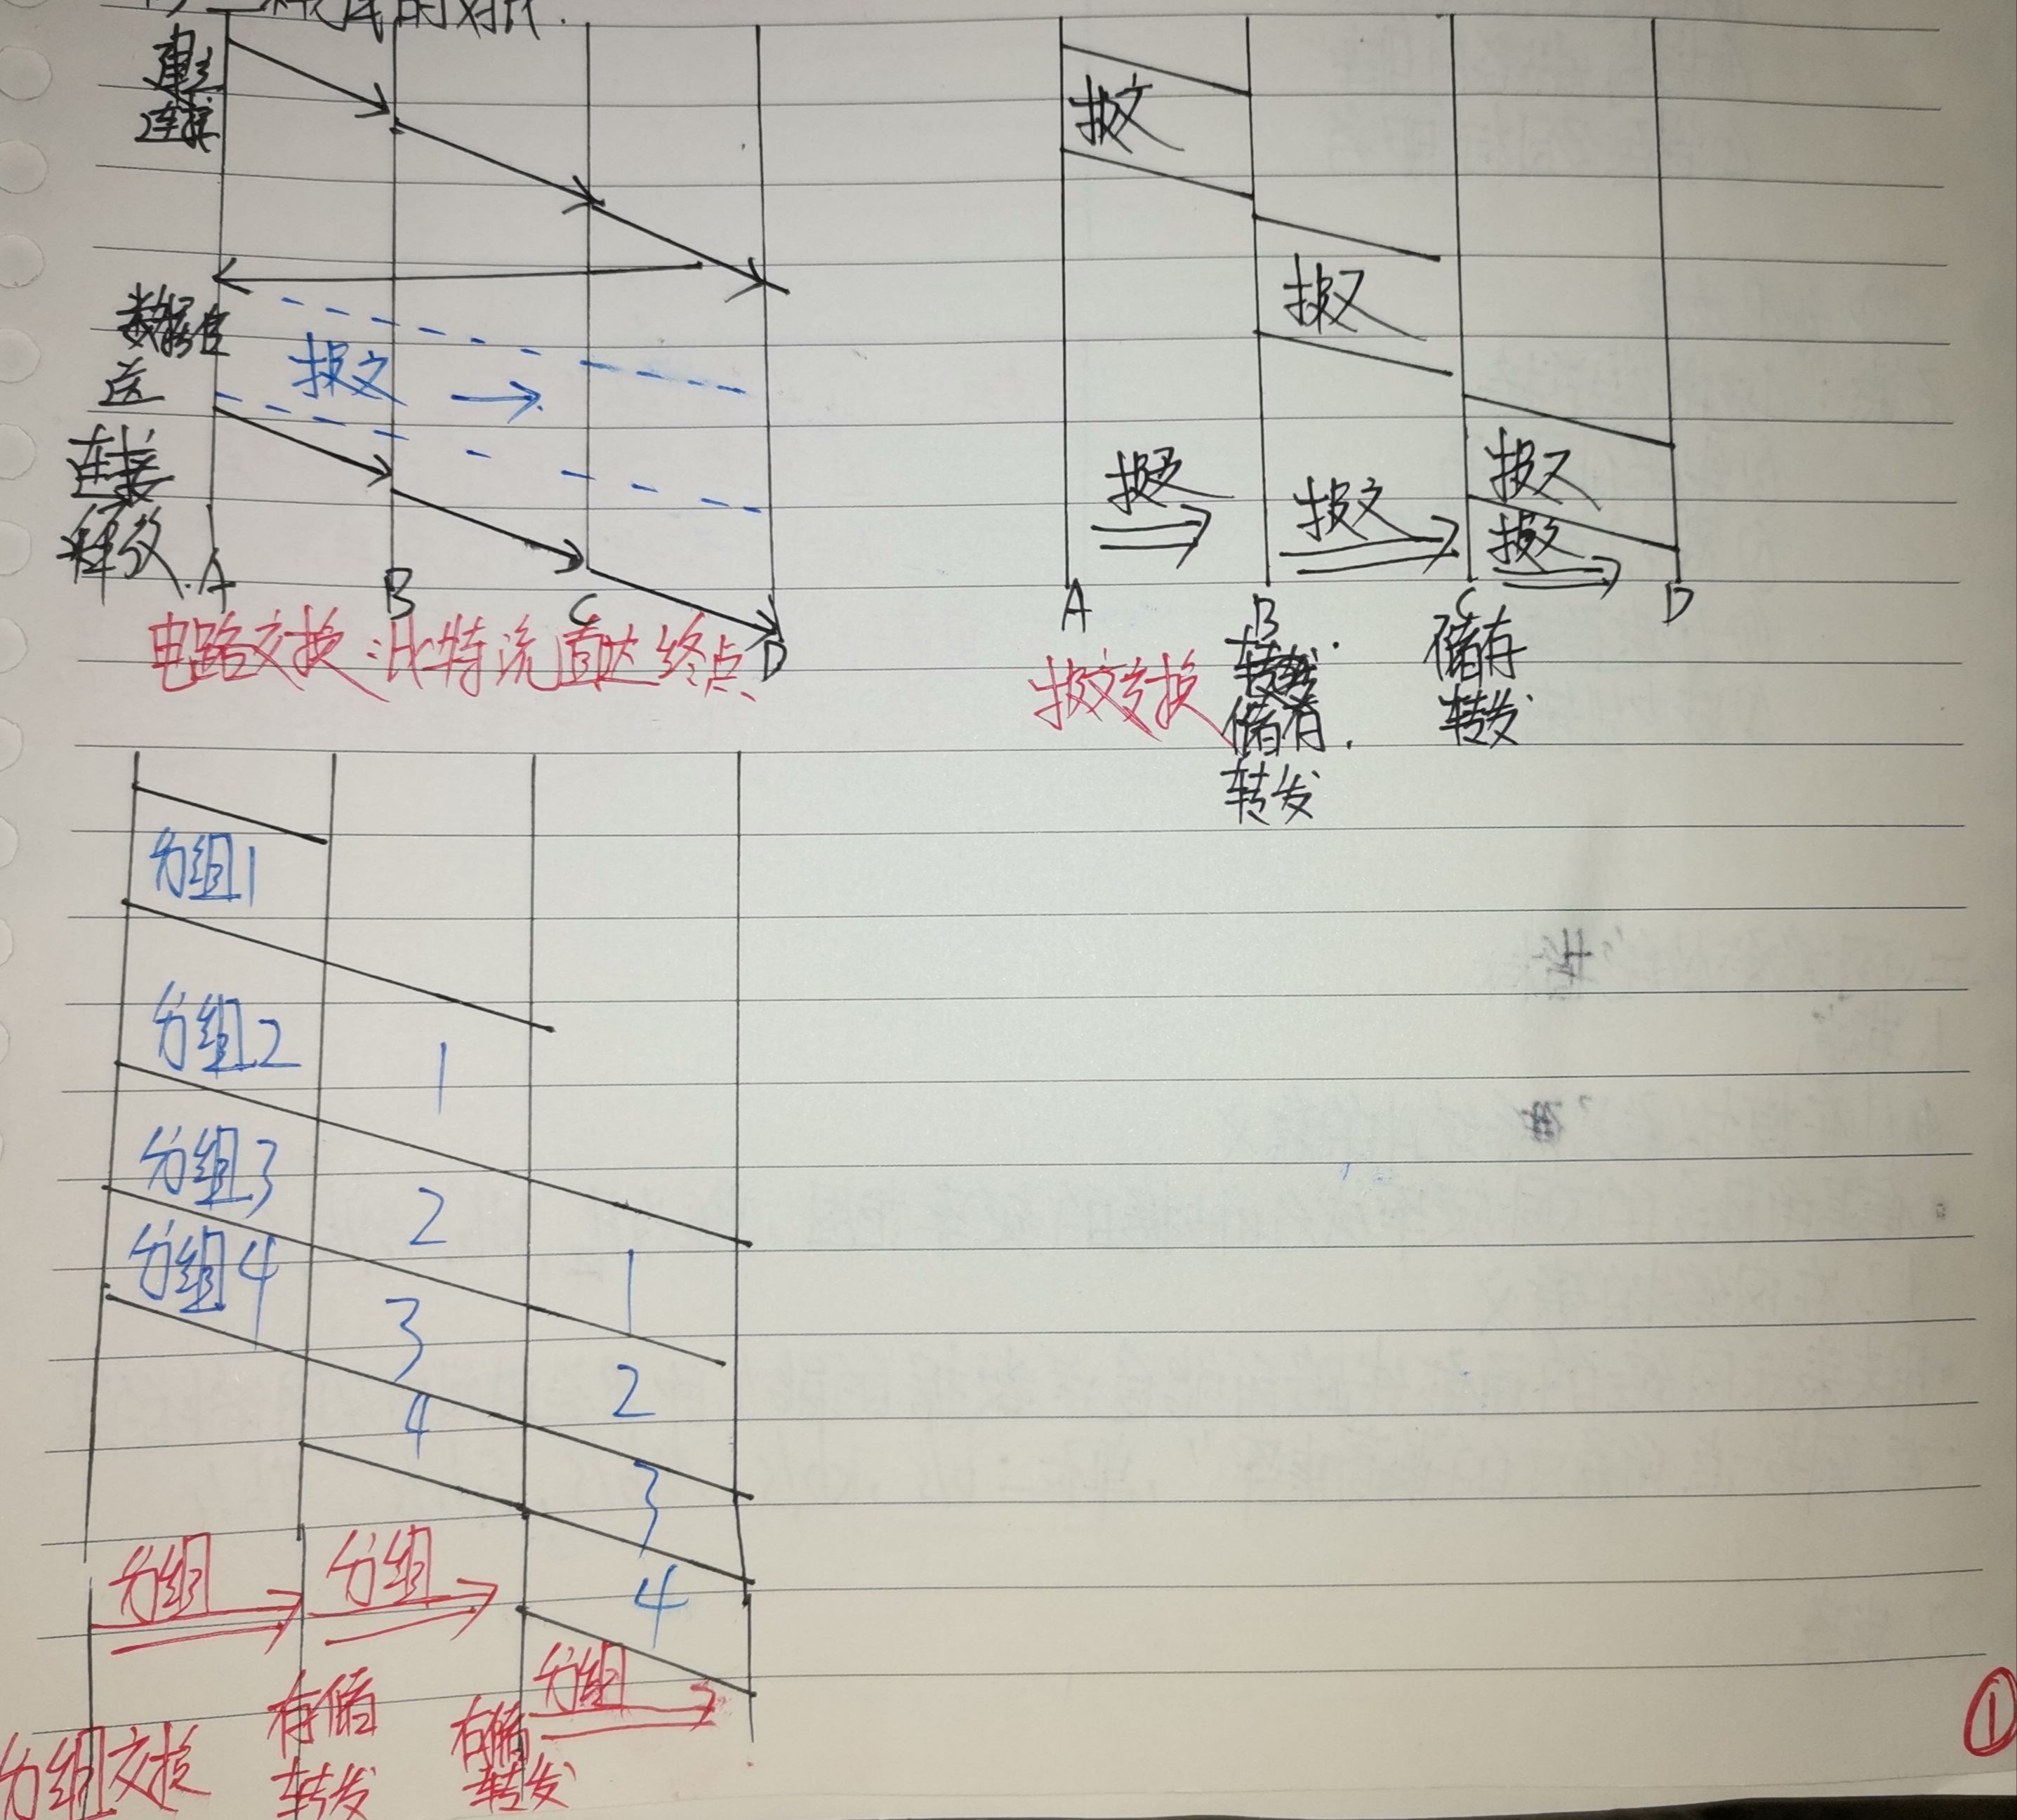 的对比.
建立
连接
数据传
送
报文
连接
释放
A
B
C
D
电路交换:比特流直达终点
报文
报文
报文
报文
报文
报文
A
B
C
D
报文交换
储存
转发
储存
转发
分组1
分组2
1
分组3
2
分组4
1
3
2
4
3
4
分组
分组
分组
存储
转发
存储
转发
分组交换
1